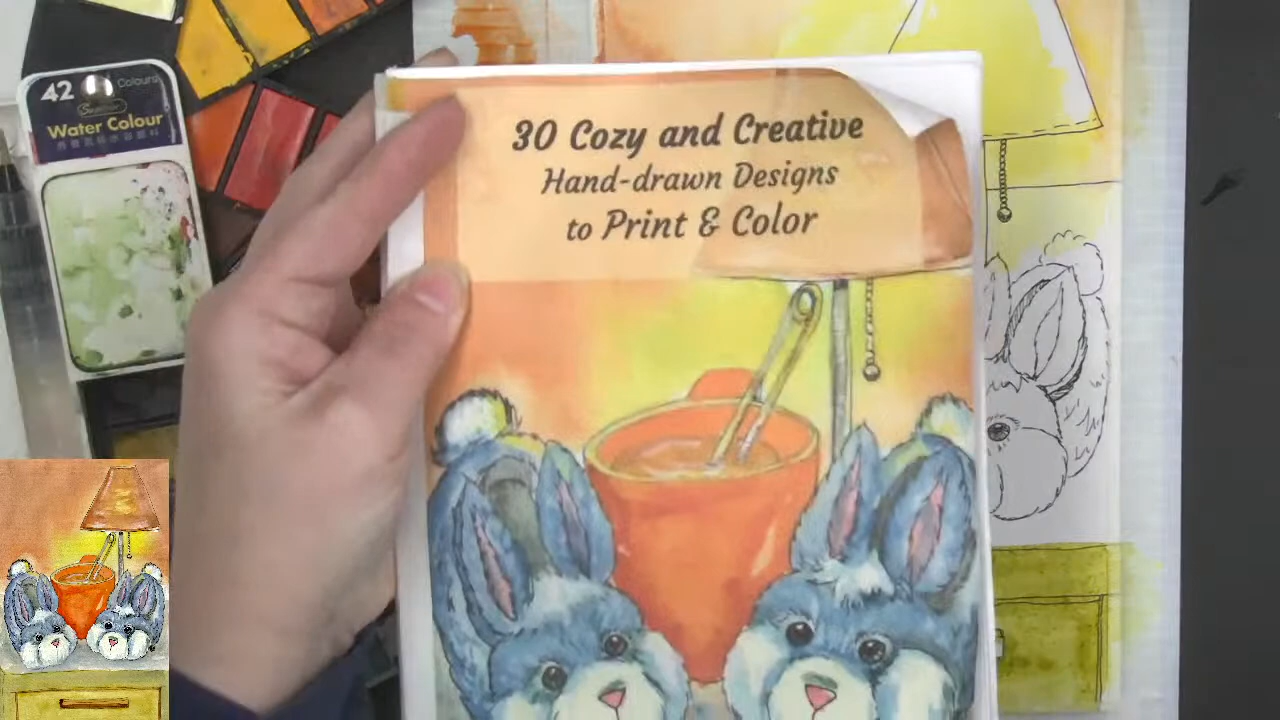 30 Cozy and Creative
Hand-drawn Designs
to Print & Color
42 Colours
Water Colour